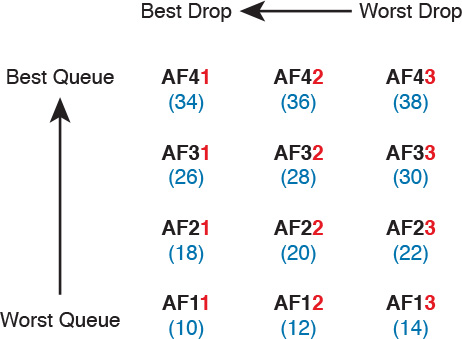 Best Drop Worst Drop
Best Queue AF41 AF42 AF43
(34) (36) (38)
AF31 AF32 AF33
(26) (28) (30)
AF21 AF22 AF23
(18) (20) (22)
AF11 AF12 AF13
Worst Queue (10) (12) (14)